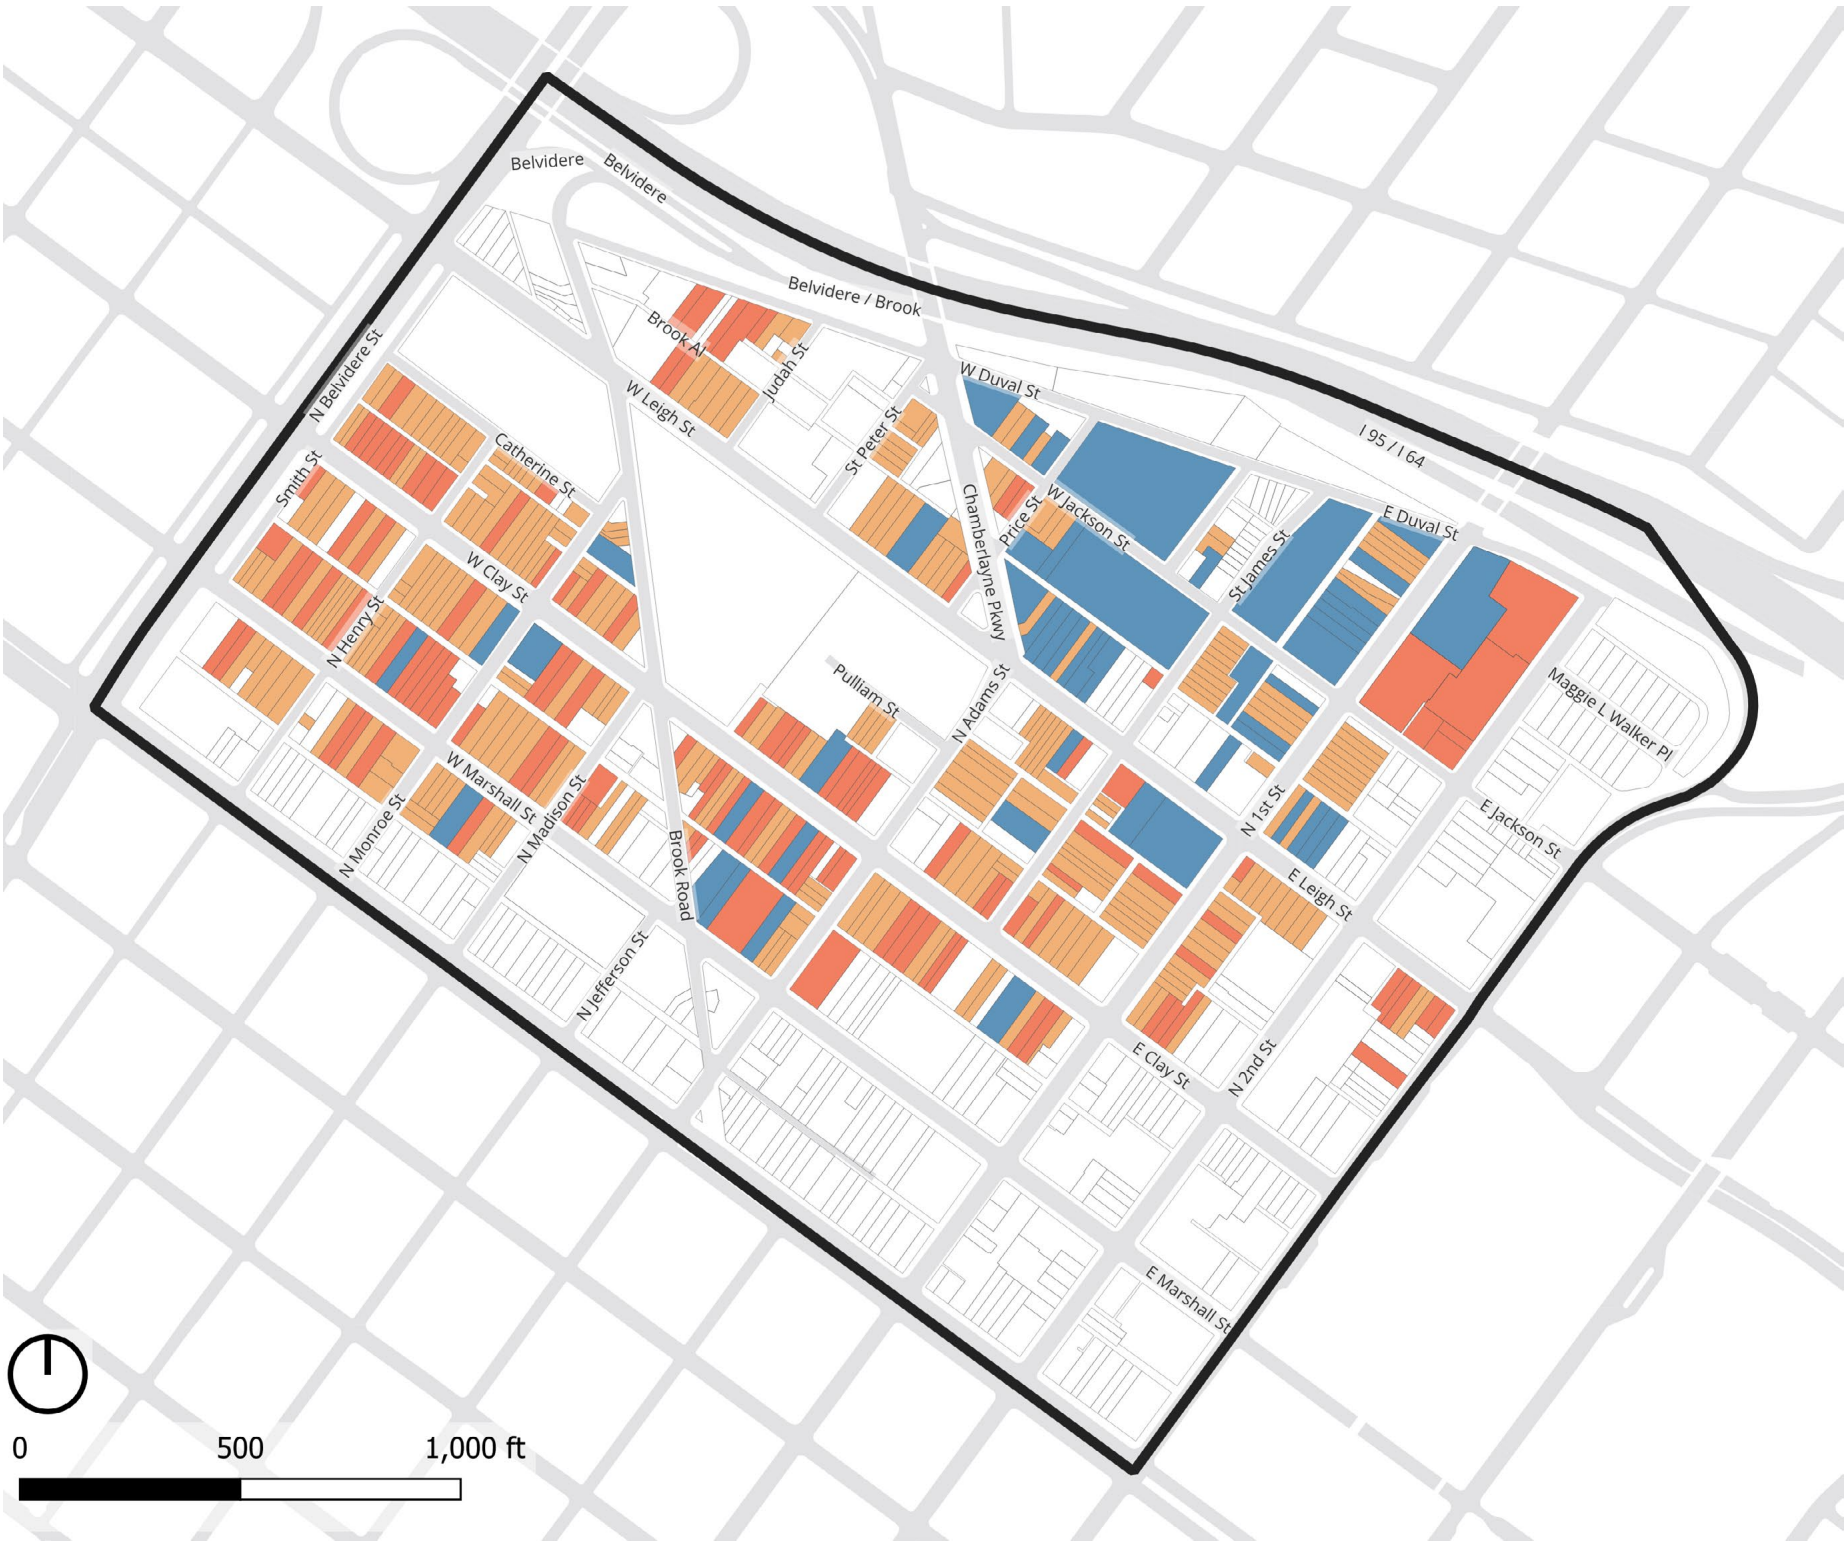 Belvidere
Belvidere
Belvidere / Brook
N Belvidere St
Brook Al
Judah St
W Leigh St
W Duval St
I 95 / I 64
St Peter St
Catherine St
Smith St
Chamberlayne Pkwy
Price St
W Jackson St
E Duval St
St James St
W Clay St
N Henry St
Pulliam St
N Adams St
Maggie L Walker Pl
W Marshall St
N Madison St
N Monroe St
Brook Road
N 1st St
E Jackson St
E Leigh St
N Jefferson St
E Clay St
N 2nd St
E Marshall St
0 500 1,000 ft